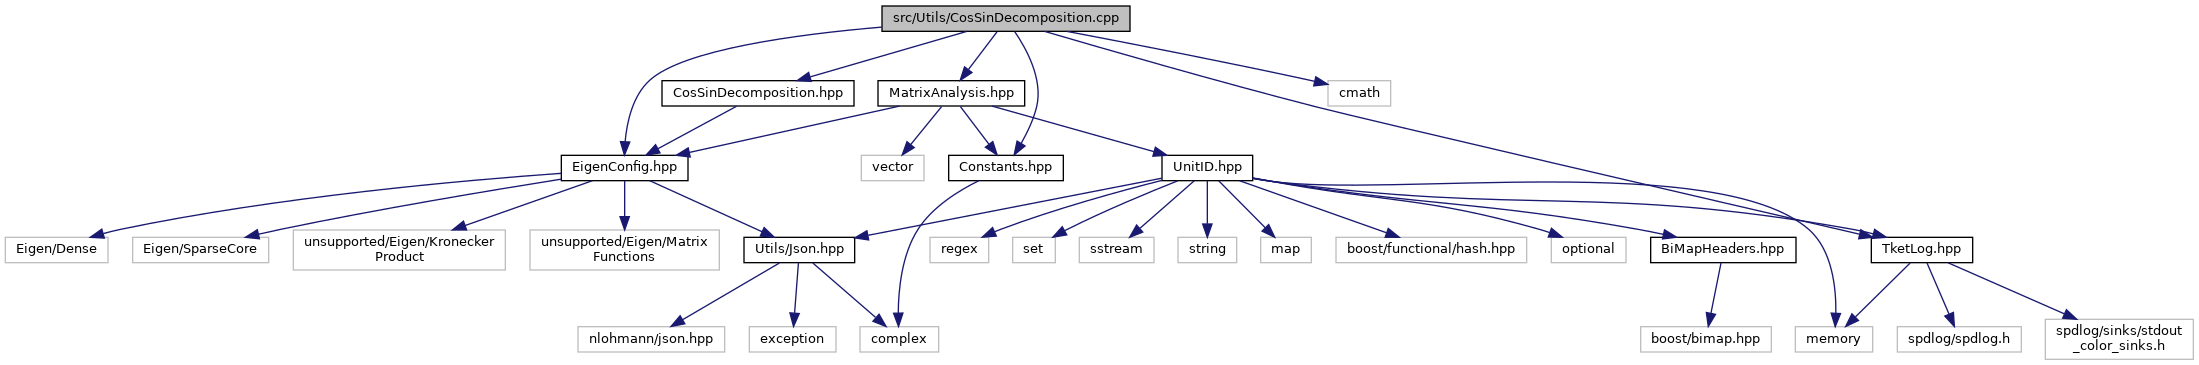 src/Utils/CosSinDecomposition.cpp
CosSinDecomposition.hpp
MatrixAnalysis.hpp
cmath
EigenConfig.hpp
vector
Constants.hpp
UnitID.hpp
Eigen/Dense
Eigen/SparseCore
unsupported/Eigen/Kronecker
Product
unsupported/Eigen/Matrix
Functions
Utils/Json.hpp
regex
set
sstream
string
map
boost/functional/hash.hpp
optional
BiMapHeaders.hpp
TketLog.hpp
nlohmann/json.hpp
exception
complex
boost/bimap.hpp
memory
spdlog/spdlog.h
spdlog/sinks/stdout
_color_sinks.h